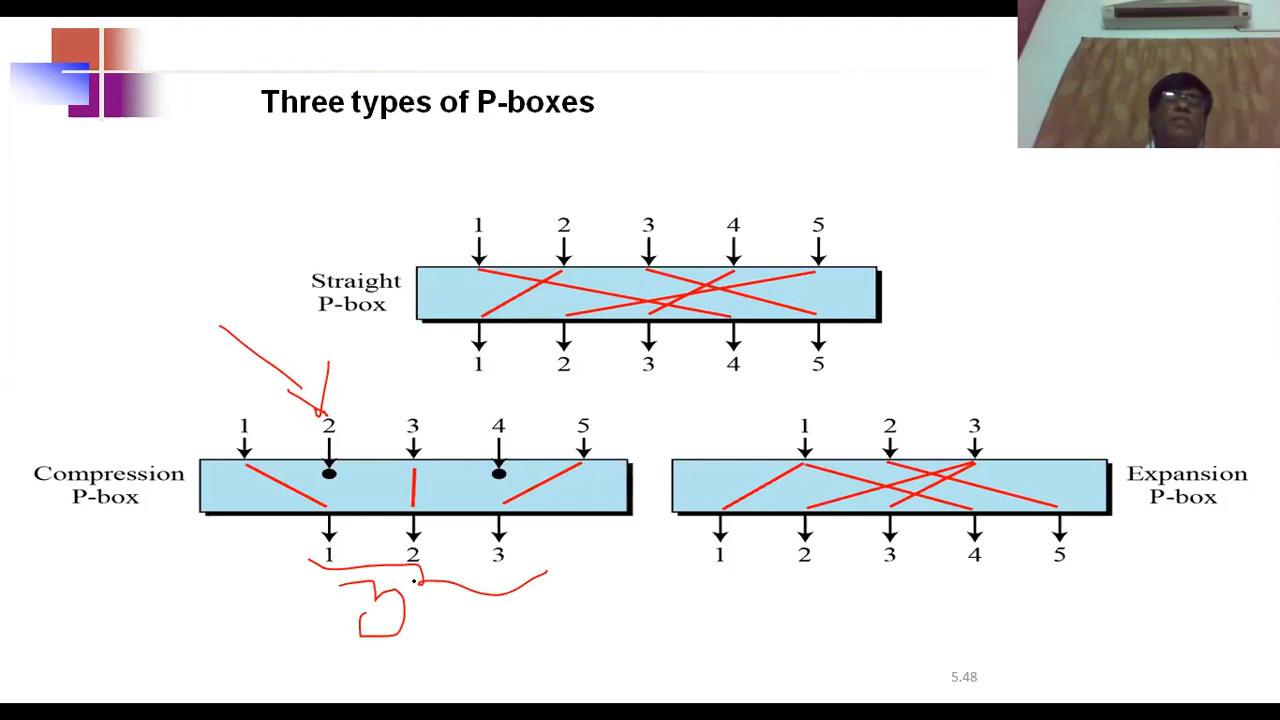 Three types of P-boxes
1 2 3 4 5
Straight
P-box
1 2 3 4 5
1 2 3 4 5
Compression
P-box
1 2 3
3
1 2 3
Expansion
P-box
1 2 3 4 5
5.48